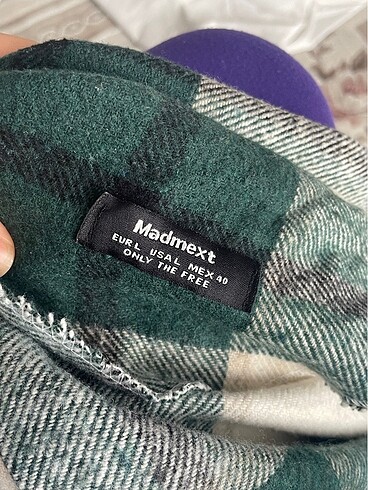 Madmext
EUR L USA L MEX 40
ONLY THE FREE